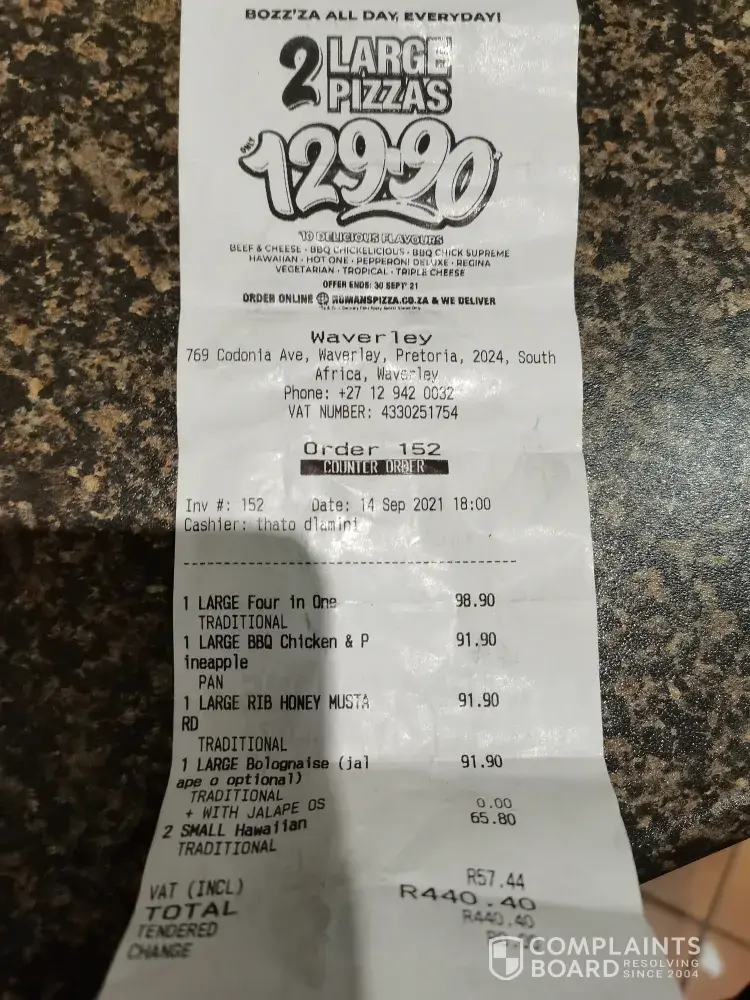 BOZZ'ZA ALL DAY, EVERYDAY!
2 LARGE
PIZZAS
ONLY 129.90
10 DELICIOUS FLAVOURS
BEEF & CHEESE • BBQ CHICKELICIOUS • BBQ CHICK SUPREME
HAWAIIAN • HOT ONE • PEPPERONI DELUXE • REGINA
VEGETARIAN • TROPICAL • TRIPLE CHEESE
OFFER ENDS: 30 SEPT' 21
ORDER ONLINE ROMANSPIZZA.CO.ZA & WE DELIVER
Waverley
769 Codonia Ave, Waverley, Pretoria, 2024, South
Africa, Waverley
Phone: +27 12 942 0032
VAT NUMBER: 4330251754
Order 152
COUNTER ORDER
Inv #: 152 Date: 14 Sep 2021 18:00
Cashier: thato dlamini
1 LARGE Four in One 98.90
TRADITIONAL
1 LARGE BBQ Chicken & P 91.90
ineapple
PAN
1 LARGE RIB HONEY MUSTA 91.90
RD
TRADITIONAL
1 LARGE Bolognaise (jal 91.90
ape o optional)
TRADITIONAL
+ WITH JALAPE OS 0.00
2 SMALL Hawaiian 65.80
TRADITIONAL
VAT (INCL) R57.44
TOTAL R440.40
TENDERED R440.40
CHANGE
COMPLAINTS
BOARD RESOLVING
SINCE 2004